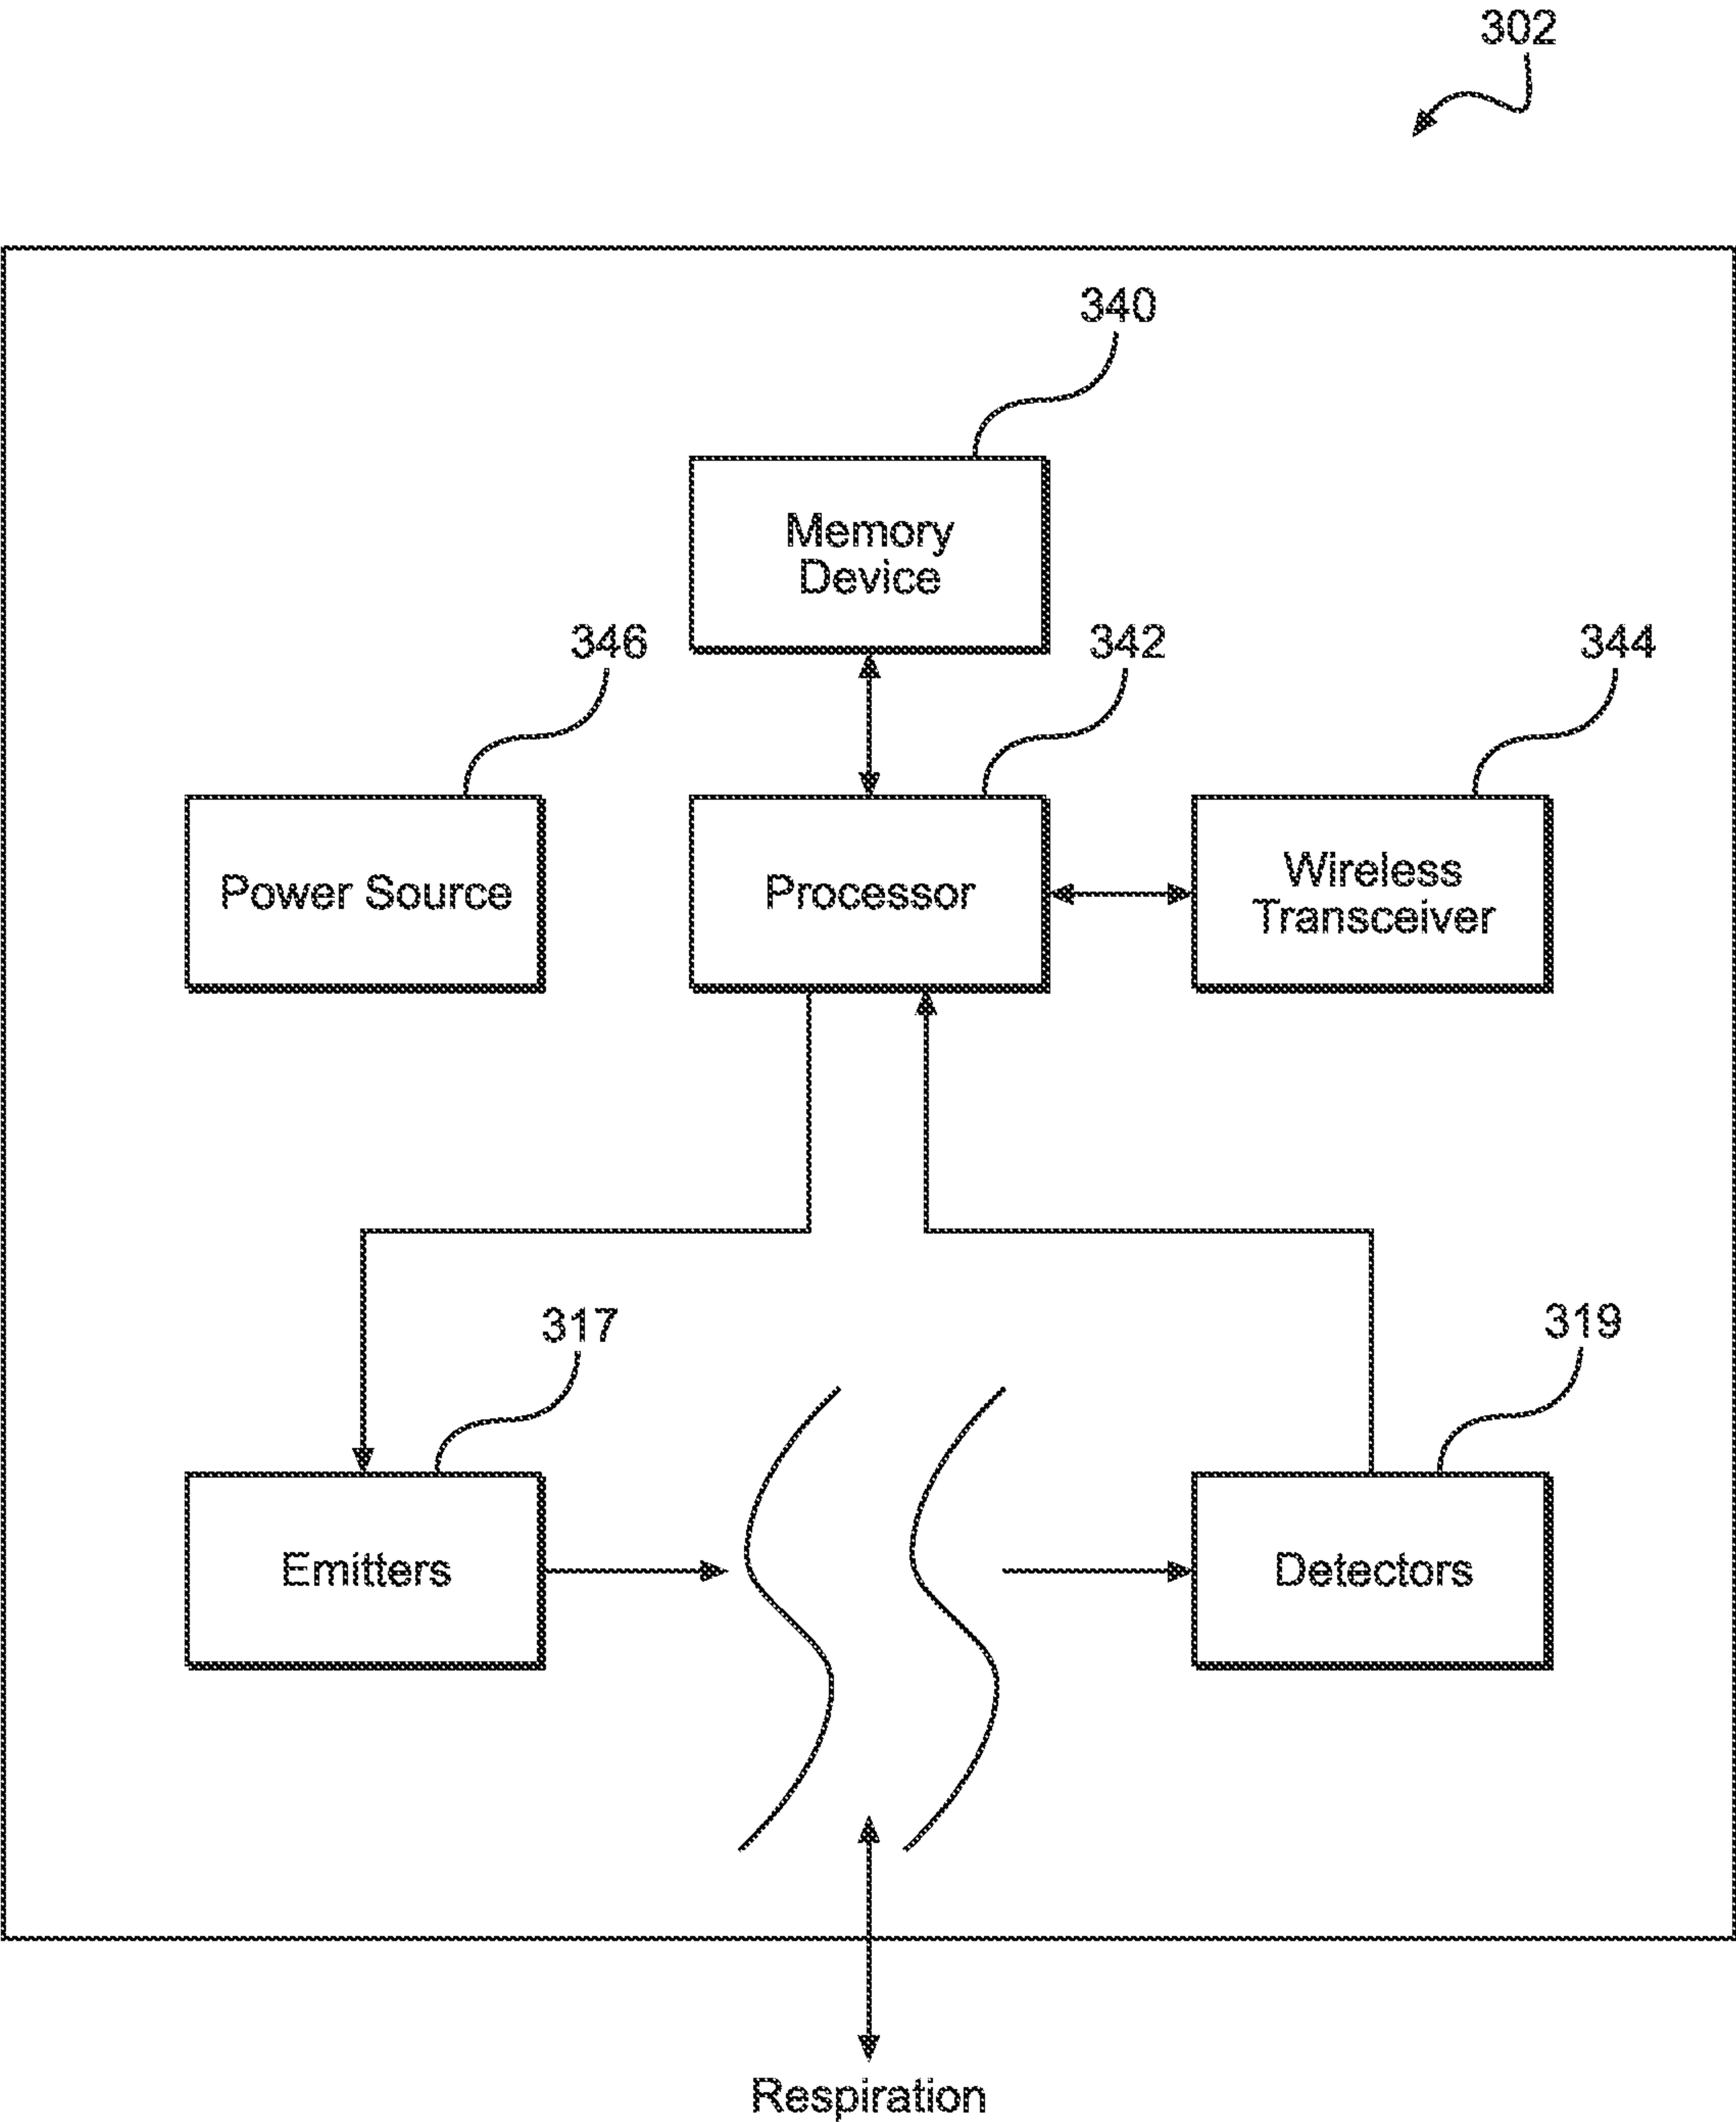 302
340
Memory
Device
346
342
344
Power Source
Processor
Wireless
Transceiver
317
319
Emitters
Detectors
Respiration